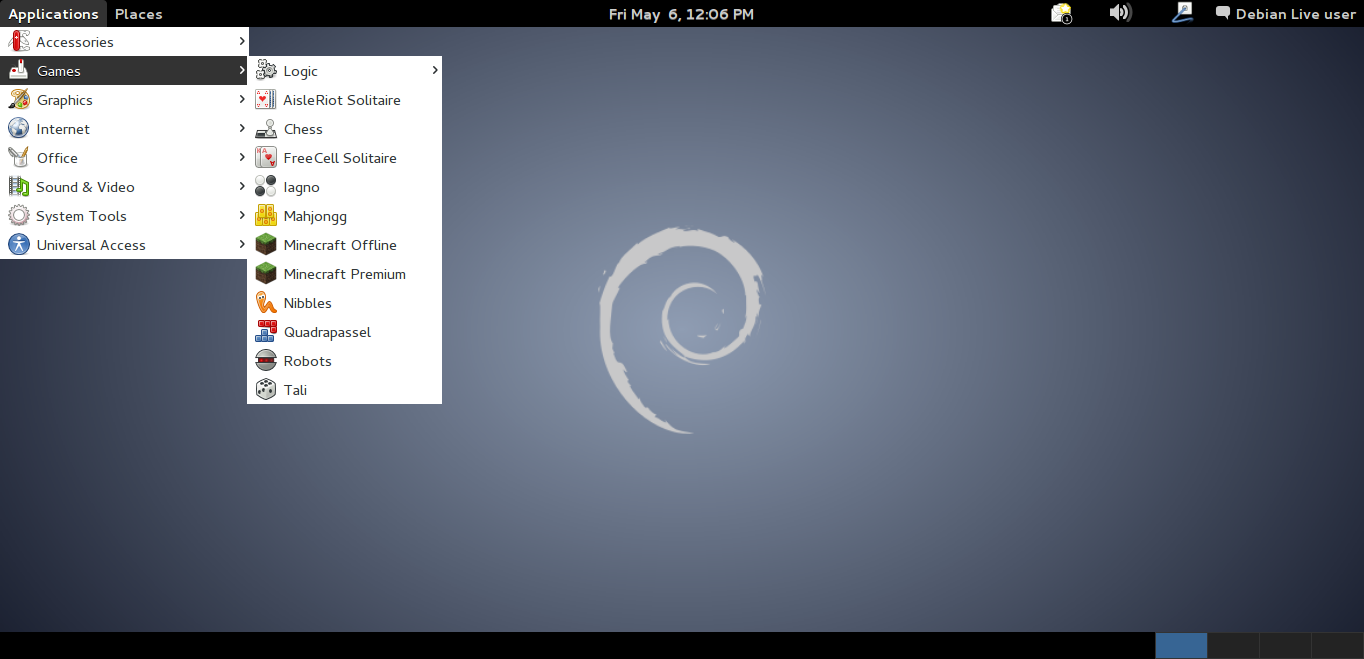 Applications Places Fri May 6, 12:06 PM 1 Debian Live user
Accessories
Games
Graphics
Internet
Office
Sound & Video
System Tools
Universal Access
Logic
AisleRiot Solitaire
Chess
FreeCell Solitaire
Iagno
Mahjongg
Minecraft Offline
Minecraft Premium
Nibbles
Quadrapassel
Robots
Tali